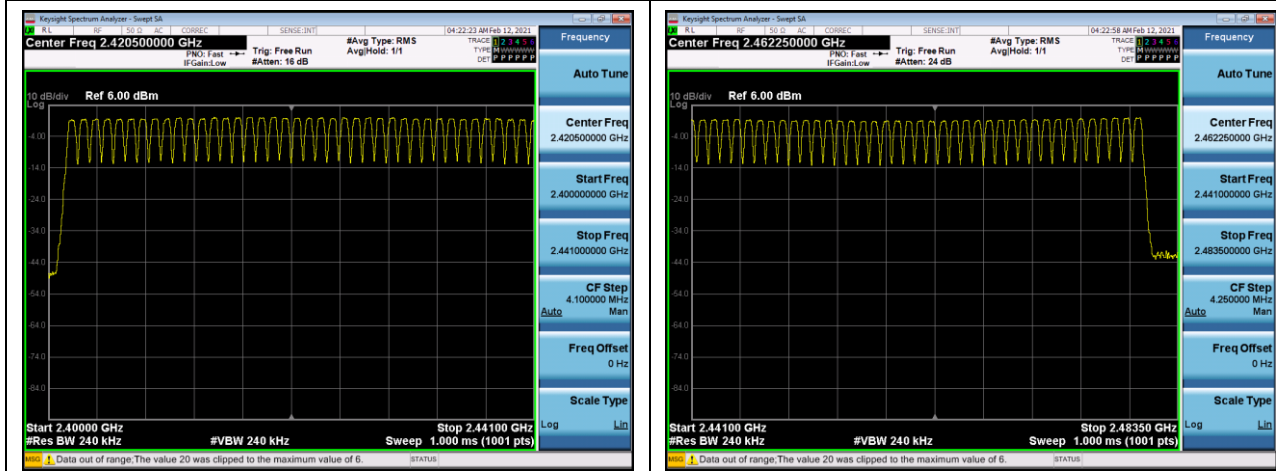 Keysight Spectrum Analyzer - Swept SA
RL RF 50 Ω AC CORREC SENSE:INT 04:22:23 AM Feb 12, 2021
Center Freq 2.420500000 GHz #Avg Type: RMS TRACE 1 2 3 4 5 6
PNO: Fast Trig: Free Run Avg|Hold: 1/1 TYPE M W W W W W
IFGain:Low #Atten: 16 dB DET P P P P P P
10 dB/div Ref 6.00 dBm
Log
-4.00
-14.0
-24.0
-34.0
-44.0
-54.0
-64.0
-74.0
-84.0
Start 2.40000 GHz Stop 2.44100 GHz
#Res BW 240 kHz #VBW 240 kHz Sweep 1.000 ms (1001 pts)
MSG Data out of range;The value 20 was clipped to the maximum value of 6. STATUS
Frequency
Auto Tune
Center Freq
2.420500000 GHz
Start Freq
2.400000000 GHz
Stop Freq
2.441000000 GHz
CF Step
4.100000 MHz
Auto Man
Freq Offset
0 Hz
Scale Type
Log Lin
Keysight Spectrum Analyzer - Swept SA
RL RF 50 Ω AC CORREC SENSE:INT 04:22:58 AM Feb 12, 2021
Center Freq 2.462250000 GHz #Avg Type: RMS TRACE 1 2 3 4 5 6
PNO: Fast Trig: Free Run Avg|Hold: 1/1 TYPE M W W W W W
IFGain:Low #Atten: 24 dB DET P P P P P P
10 dB/div Ref 6.00 dBm
Log
-4.00
-14.0
-24.0
-34.0
-44.0
-54.0
-64.0
-74.0
-84.0
Start 2.44100 GHz Stop 2.48350 GHz
#Res BW 240 kHz #VBW 240 kHz Sweep 1.000 ms (1001 pts)
MSG Data out of range;The value 20 was clipped to the maximum value of 6. STATUS
Frequency
Auto Tune
Center Freq
2.462250000 GHz
Start Freq
2.441000000 GHz
Stop Freq
2.483500000 GHz
CF Step
4.250000 MHz
Auto Man
Freq Offset
0 Hz
Scale Type
Log Lin